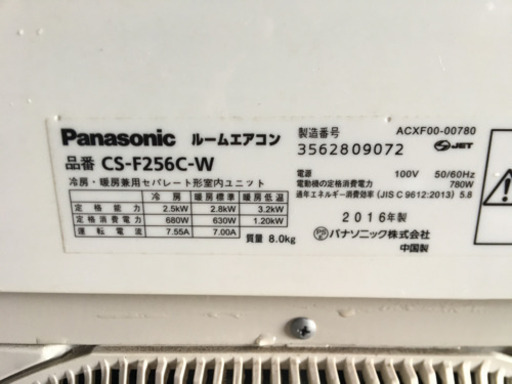 Panasonic ルームエアコン
品番 CS-F256C-W
冷房・暖房兼用セパレート形室内ユニット
冷房 暖房標準 暖房低温
定格能力 2.5kW 2.8kW 3.2kW
定格消費電力 680W 630W 1.20kW
運転電流 7.55A 7.00A
質量 8.0kg
製造番号 ACXF00-00780
3562809072 JET
電源 100V 50/60Hz
電動機の定格消費電力 780W
通年エネルギー消費効率 (JIS C 9612:2013) 5.8
2016年製
パナソニック株式会社
中国製